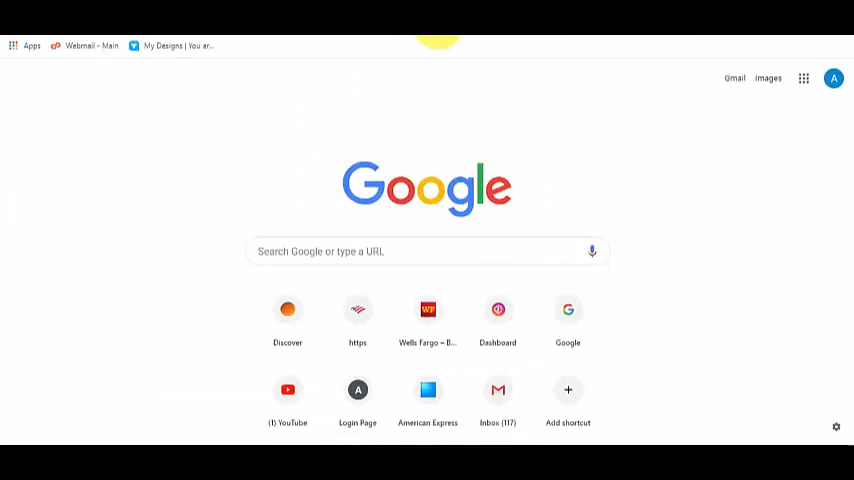 Apps Webmail - Main My Designs | You ar...
Gmail Images A
Google
Search Google or type a URL
WF
Discover https Wells Fargo – B... Dashboard Google
A
(1) YouTube Login Page American Express Inbox (117) Add shortcut